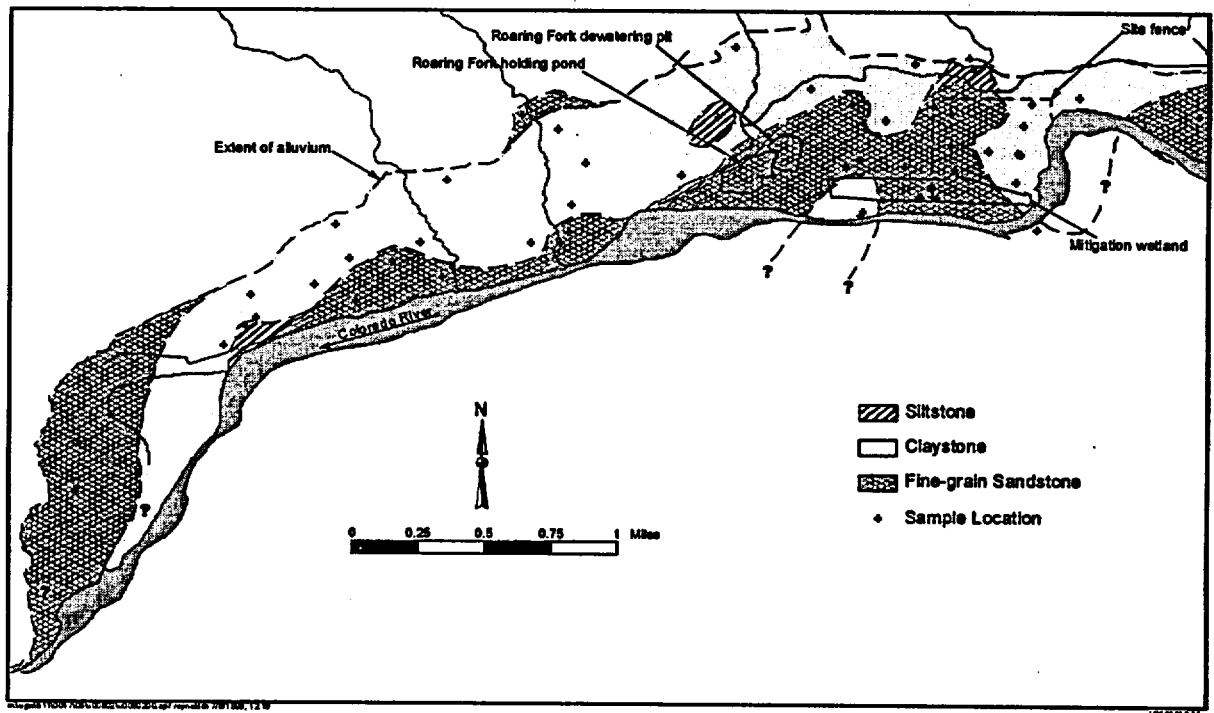 Roaring Fork dewatering pit
Site fence
Roaring Fork holding pond
Extent of alluvium
?
Mitigation wetland
?
?
Colorado River
N
Siltstone
Claystone
Fine-grain Sandstone
Sample Location
?
0 0.25 0.5 0.75 1 Miles
?